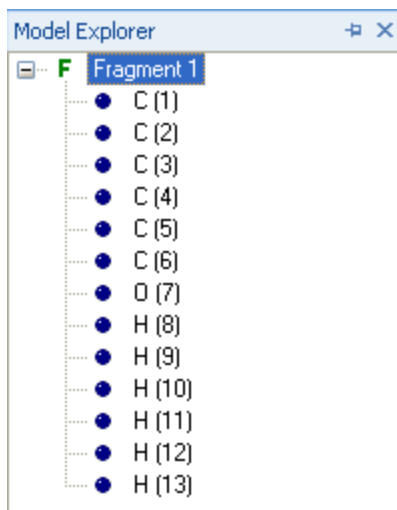 Model Explorer
F Fragment 1
C (1)
C (2)
C (3)
C (4)
C (5)
C (6)
O (7)
H (8)
H (9)
H (10)
H (11)
H (12)
H (13)